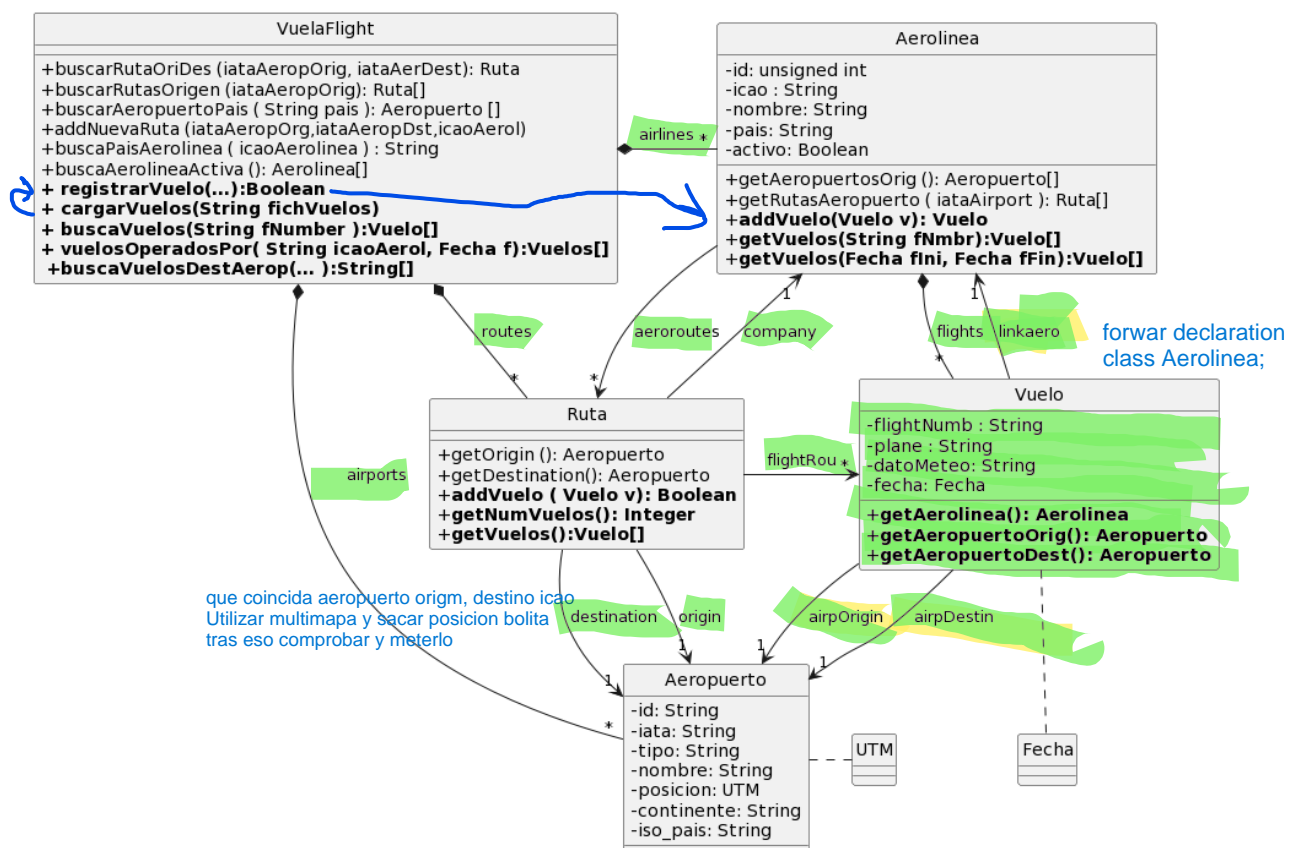 VuelaFlight
+buscarRutaOriDes (iataAeropOrig, iataAerDest): Ruta
+buscarRutasOrigen (iataAeropOrig): Ruta[]
+buscarAeropuertoPais ( String pais ): Aeropuerto []
+addNuevaRuta (iataAeropOrg,iataAeropDst,icaoAerol)
+buscaPaisAerolinea ( icaoAerolinea ) : String
+buscaAerolineaActiva (): Aerolinea[]
+ registrarVuelo(...):Boolean
+ cargarVuelos(String fichVuelos)
+ buscaVuelos(String fNumber ):Vuelo[]
+ vuelosOperadosPor( String icaoAerol, Fecha f):Vuelos[]
+buscaVuelosDestAerop(... ):String[]
airlines *
Aerolinea
-id: unsigned int
-icao : String
-nombre: String
-pais: String
-activo: Boolean
+getAeropuertosOrig (): Aeropuerto[]
+getRutasAeropuerto ( iataAirport ): Ruta[]
+addVuelo(Vuelo v): Vuelo
+getVuelos(String fNmbr):Vuelo[]
+getVuelos(Fecha fIni, Fecha fFin):Vuelo[]
1
1
routes
aeroroutes
company
flights
linkaero
forwar declaration
class Aerolinea;
*
*
*
Ruta
+getOrigin (): Aeropuerto
+getDestination(): Aeropuerto
+addVuelo ( Vuelo v): Boolean
+getNumVuelos(): Integer
+getVuelos():Vuelo[]
flightRou *
Vuelo
-flightNumb : String
-plane : String
-datoMeteo: String
-fecha: Fecha
+getAerolinea(): Aerolinea
+getAeropuertoOrig(): Aeropuerto
+getAeropuertoDest(): Aeropuerto
airports
que coincida aeropuerto origm, destino icao
Utilizar multimapa y sacar posicion bolita
tras eso comprobar y meterlo
destination
origin
airpOrigin
airpDestin
1
1
1
1
*
Aeropuerto
-id: String
-iata: String
-tipo: String
-nombre: String
-posicion: UTM
-continente: String
-iso_pais: String
UTM
Fecha